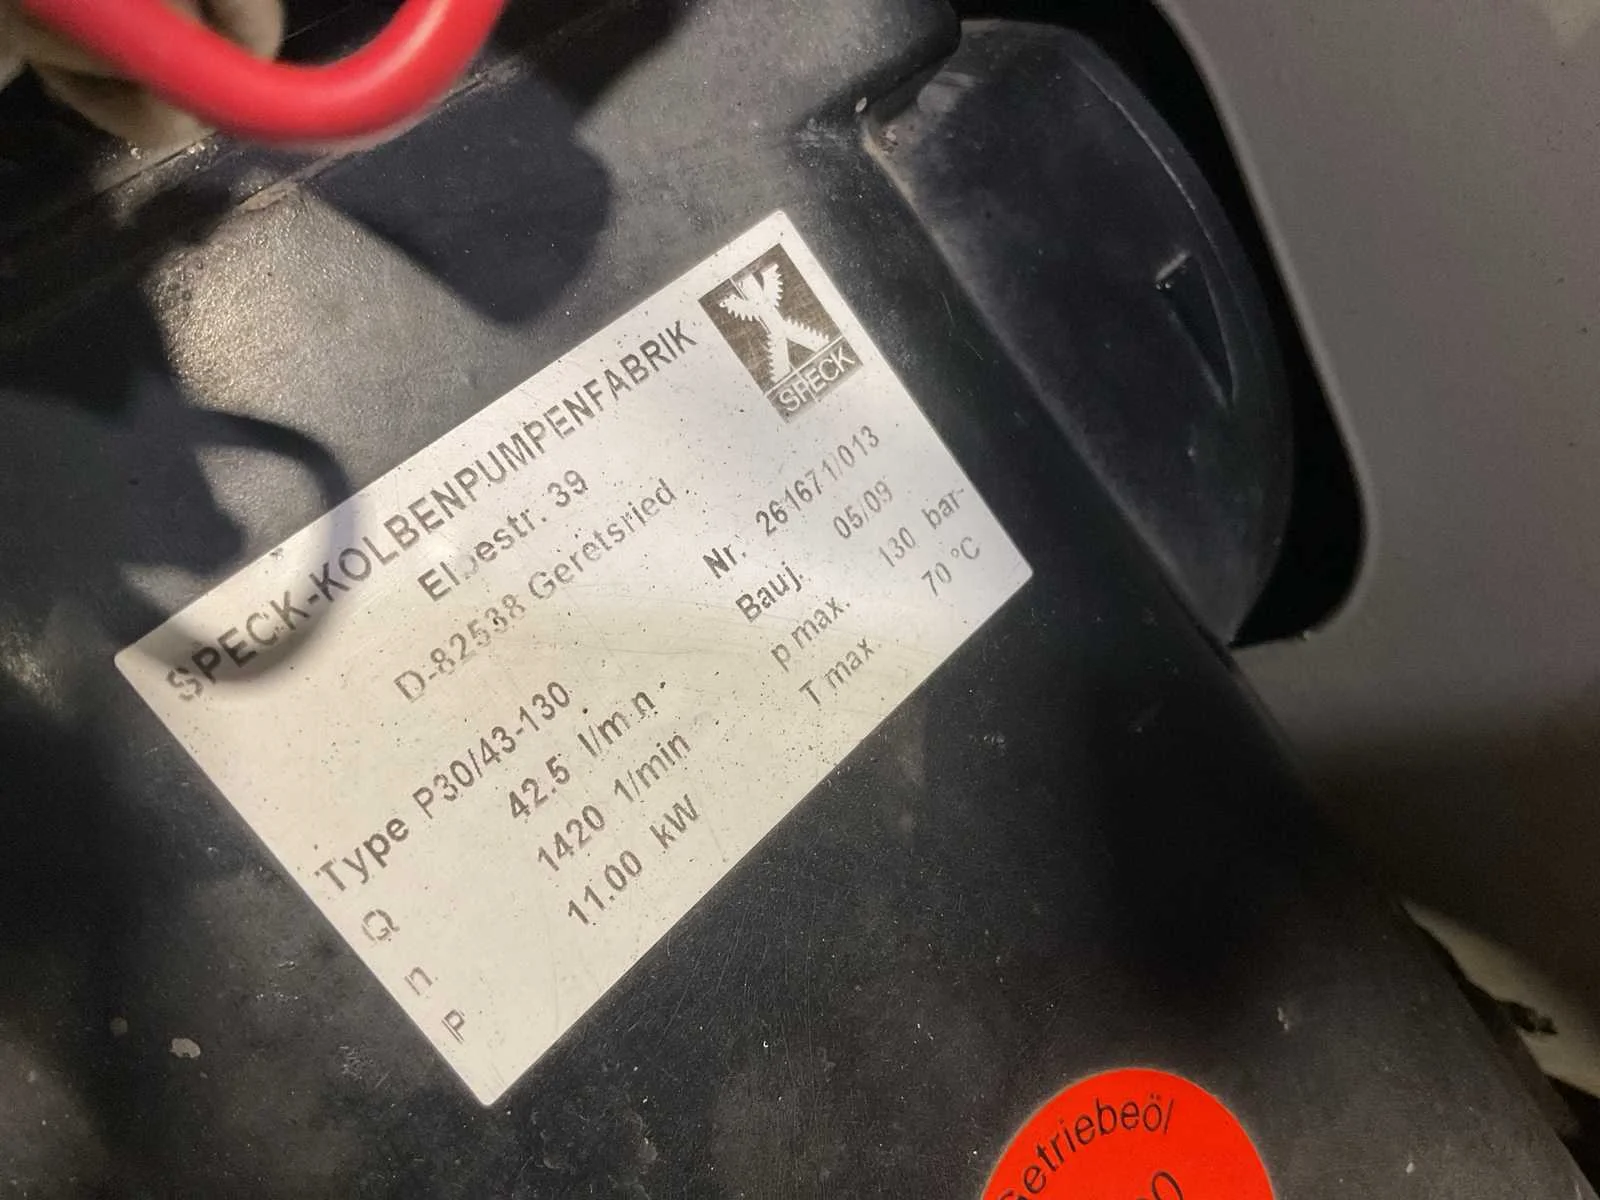 SPECK-KOLBENPUMPENFABRIK
SPECK
Elbestr. 39
D-82538 Geretsried
Type P30/43-130
Nr. 261671/013
Q 42.5 l/min
Bauj. 05/09
n 1420 1/min
p max. 130 bar
P 11.00 kW
T max. 70 °C
Getriebeöl